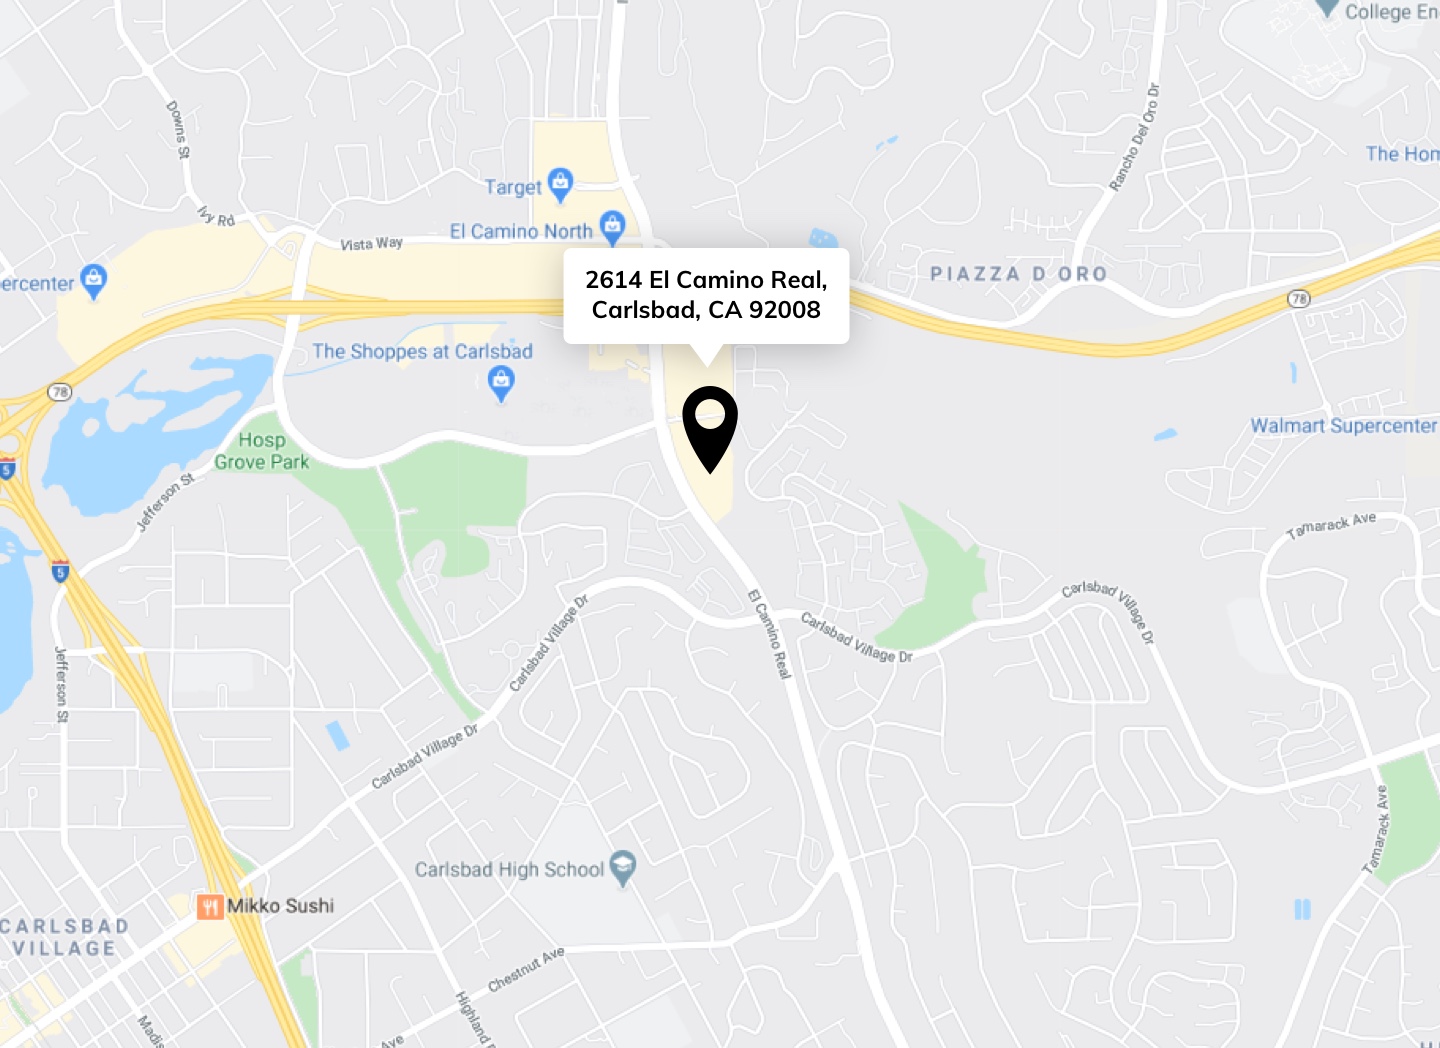 College En
Downs St
Rancho Del Oro Dr
The Hom
Target
Ivy Rd
El Camino North
Vista Way
ercenter
2614 El Camino Real,
Carlsbad, CA 92008
PIAZZA D ORO
78
The Shoppes at Carlsbad
78
Walmart Supercenter
Hosp
Grove Park
5
Jefferson St
Tamarack Ave
5
El Camino Real
Carlsbad Village Dr
Carlsbad Village Dr
Carlsbad Village Dr
Jefferson St
Carlsbad Village Dr
Tamarack Ave
Carlsbad High School
Mikko Sushi
CARLSBAD
VILLAGE
Chestnut Ave
Highland
Madis
Ave